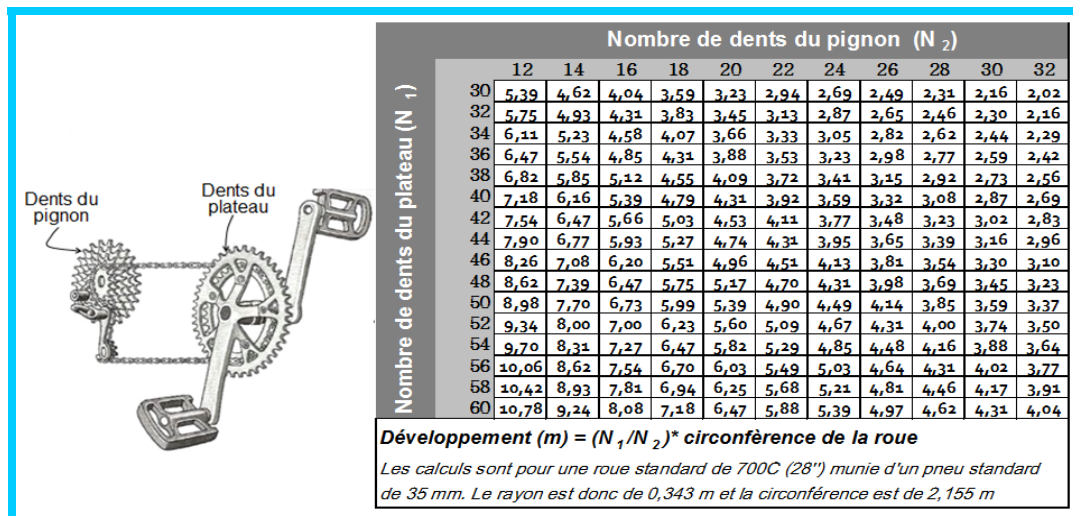 Dents du
pignon
Dents du
plateau
Nombre de dents du pignon (N 2)
Nombre de dents du plateau (N 1)
12 14 16 18 20 22 24 26 28 30 32
30 5,39 4,62 4,04 3,59 3,23 2,94 2,69 2,49 2,31 2,16 2,02
32 5,75 4,93 4,31 3,83 3,45 3,13 2,87 2,65 2,46 2,30 2,16
34 6,11 5,23 4,58 4,07 3,66 3,33 3,05 2,82 2,62 2,44 2,29
36 6,47 5,54 4,85 4,31 3,88 3,53 3,23 2,98 2,77 2,59 2,42
38 6,82 5,85 5,12 4,55 4,09 3,72 3,41 3,15 2,92 2,73 2,56
40 7,18 6,16 5,39 4,79 4,31 3,92 3,59 3,32 3,08 2,87 2,69
42 7,54 6,47 5,66 5,03 4,53 4,11 3,77 3,48 3,23 3,02 2,83
44 7,90 6,77 5,93 5,27 4,74 4,31 3,95 3,65 3,39 3,16 2,96
46 8,26 7,08 6,20 5,51 4,96 4,51 4,13 3,81 3,54 3,30 3,10
48 8,62 7,39 6,47 5,75 5,17 4,70 4,31 3,98 3,69 3,45 3,23
50 8,98 7,70 6,73 5,99 5,39 4,90 4,49 4,14 3,85 3,59 3,37
52 9,34 8,00 7,00 6,23 5,60 5,09 4,67 4,31 4,00 3,74 3,50
54 9,70 8,31 7,27 6,47 5,82 5,29 4,85 4,48 4,16 3,88 3,64
56 10,06 8,62 7,54 6,70 6,03 5,49 5,03 4,64 4,31 4,02 3,77
58 10,42 8,93 7,81 6,94 6,25 5,68 5,21 4,81 4,46 4,17 3,91
60 10,78 9,24 8,08 7,18 6,47 5,88 5,39 4,97 4,62 4,31 4,04
Développement (m) = (N 1/N 2)* circonfèrence de la roue
Les calculs sont pour une roue standard de 700C (28'') munie d'un pneu standard
de 35 mm. Le rayon est donc de 0,343 m et la circonférence est de 2,155 m